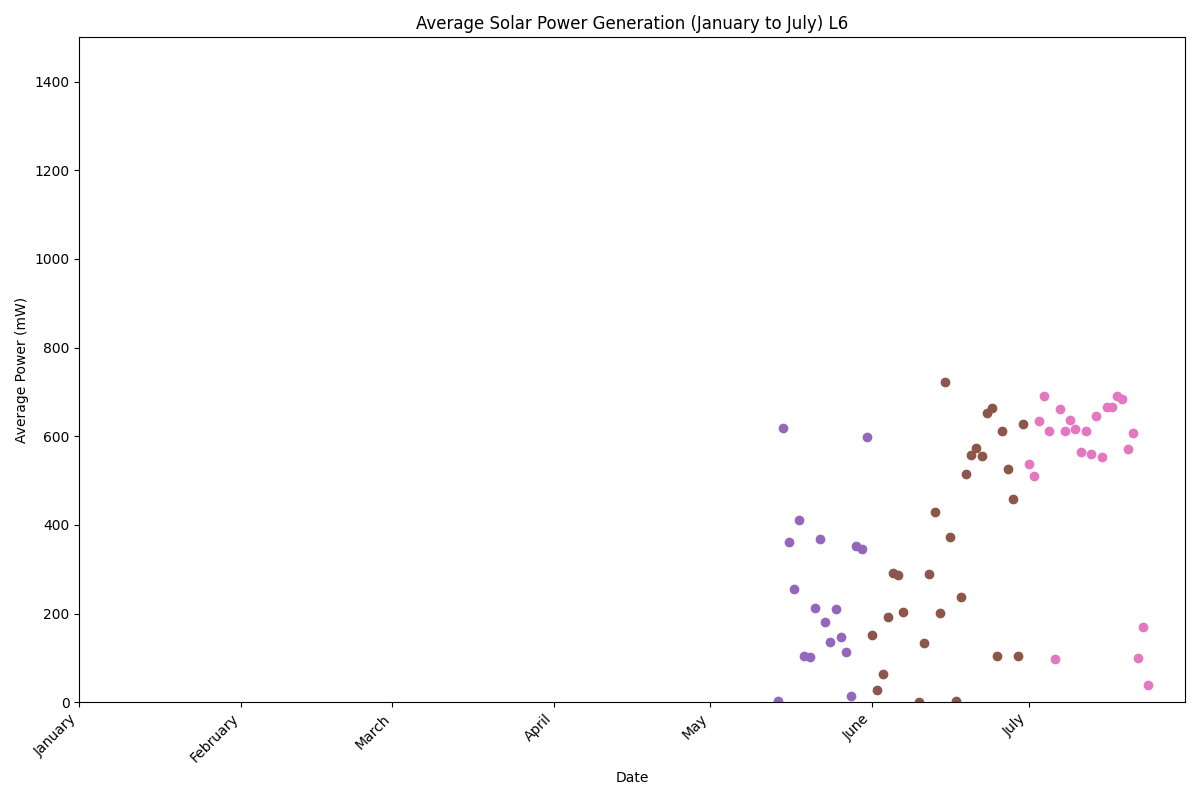 Average Solar Power Generation (January to July) L6
Average Power (mW)
1400
1200
1000
800
600
400
200
0
January
February
March
April
May
June
July
Date